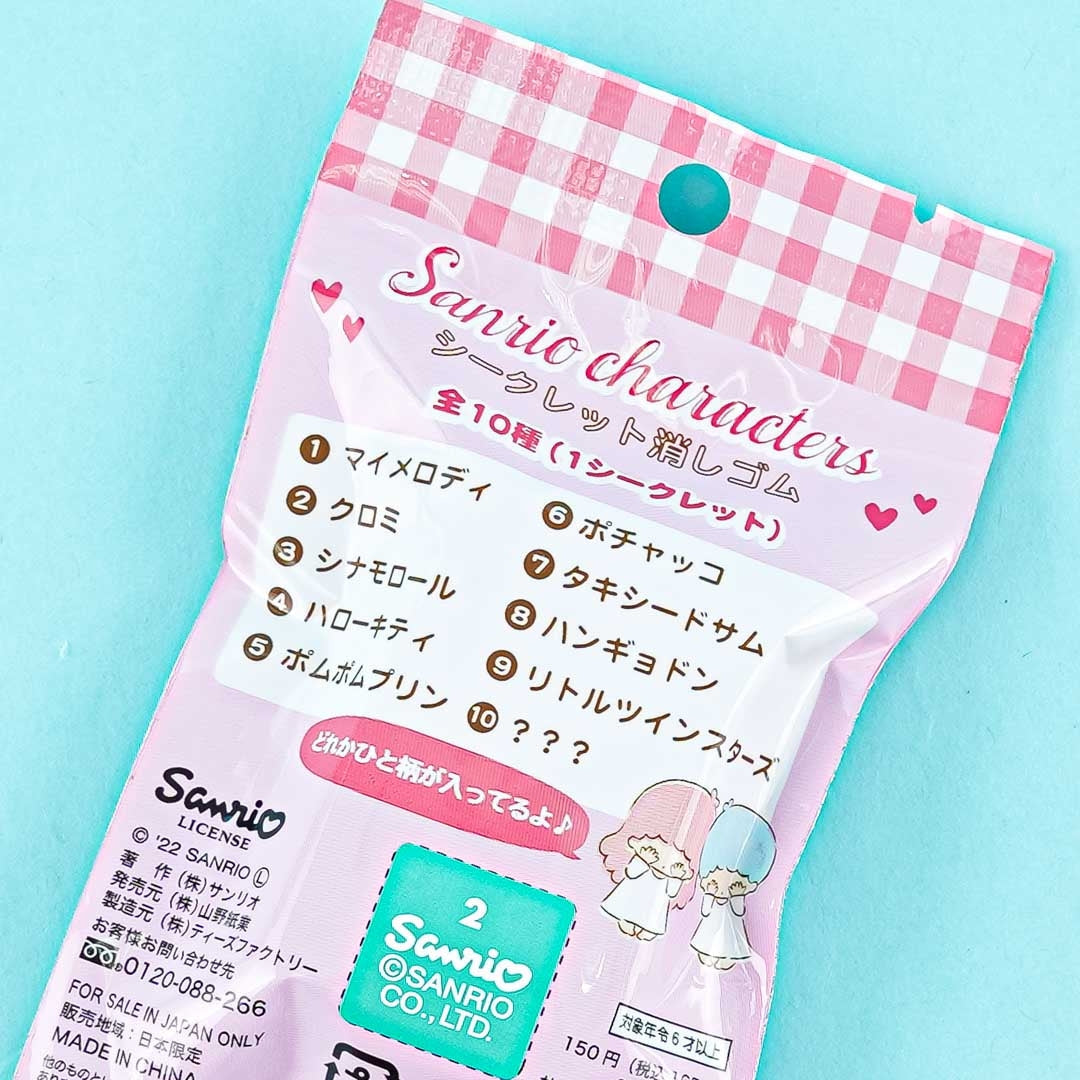 Sanrio characters
シークレット消しゴム
全10種(1シークレット)
1 マイメロディ
2 クロミ
3 シナモロール
4 ハローキティ
5 ポムポムプリン
6 ポチャッコ
7 タキシードサム
8 ハンギョドン
9 リトルツインスターズ
10 ???
どれかひと柄が入ってるよ♪
Sanrio
LICENSE
© '22 SANRIO Ⓛ
著 作 (株)サンリオ
発売元 (株)山野紙業
製造元 (株)ティーズファクトリー
お客様お問い合わせ先
0120-088-266
FOR SALE IN JAPAN ONLY
販売地域:日本限定
MADE IN CHINA
他のものとい
2
Sanrio
©SANRIO
CO.,LTD.
対象年令6才以上
150円(税込